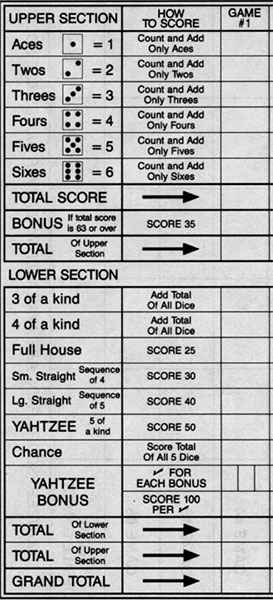 UPPER SECTION HOW TO SCORE GAME #1
Aces = 1 Count and Add Only Aces
Twos = 2 Count and Add Only Twos
Threes = 3 Count and Add Only Threes
Fours = 4 Count and Add Only Fours
Fives = 5 Count and Add Only Fives
Sixes = 6 Count and Add Only Sixes
TOTAL SCORE
BONUS If total score is 63 or over SCORE 35
TOTAL Of Upper Section
LOWER SECTION
3 of a kind Add Total Of All Dice
4 of a kind Add Total Of All Dice
Full House SCORE 25
Sm. Straight Sequence of 4 SCORE 30
Lg. Straight Sequence of 5 SCORE 40
YAHTZEE 5 of a kind SCORE 50
Chance Score Total Of All 5 Dice
YAHTZEE BONUS ✓ FOR EACH BONUS
SCORE 100 PER ✓
TOTAL Of Lower Section
TOTAL Of Upper Section
GRAND TOTAL